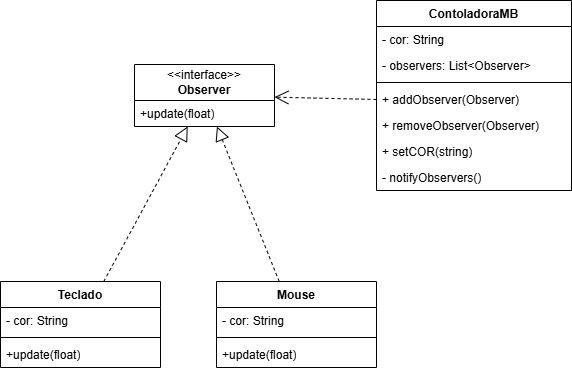 ContoladoraMB
- cor: String
- observers: List<Observer>
+ addObserver(Observer)
+ removeObserver(Observer)
+ setCOR(string)
- notifyObservers()
<<interface>>
Observer
+update(float)
Teclado
- cor: String
+update(float)
Mouse
- cor: String
+update(float)